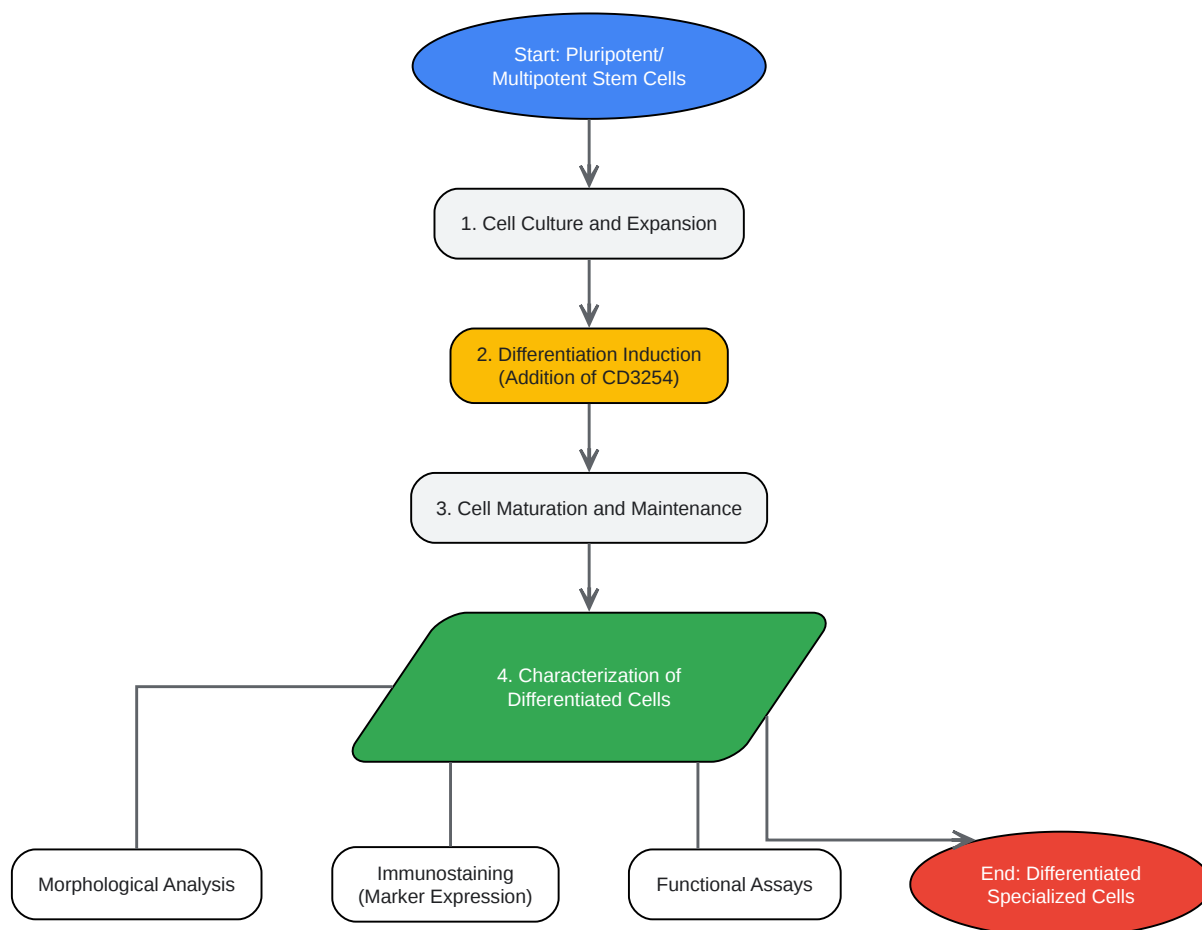 Start: Pluripotent/
Multipotent Stem Cells
1. Cell Culture and Expansion
2. Differentiation Induction
(Addition of CD3254)
3. Cell Maturation and Maintenance
4. Characterization of
Differentiated Cells
Morphological Analysis
Immunostaining
(Marker Expression)
Functional Assays
End: Differentiated
Specialized Cells